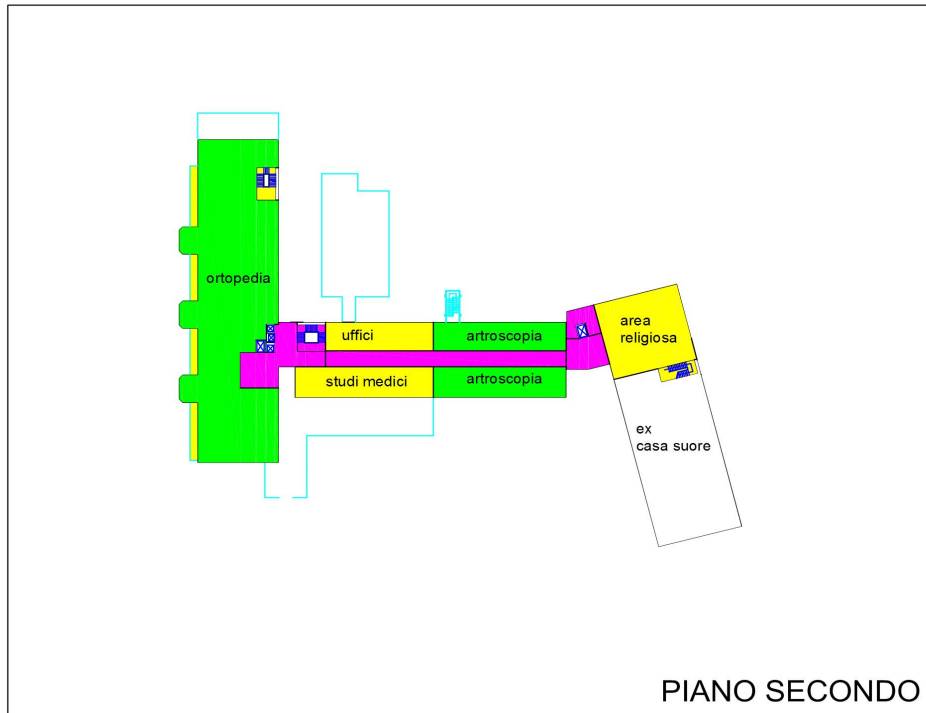 ortopedia
uffici
artroscopia
area
religiosa
studi medici
artroscopia
ex
casa suore
PIANO SECONDO